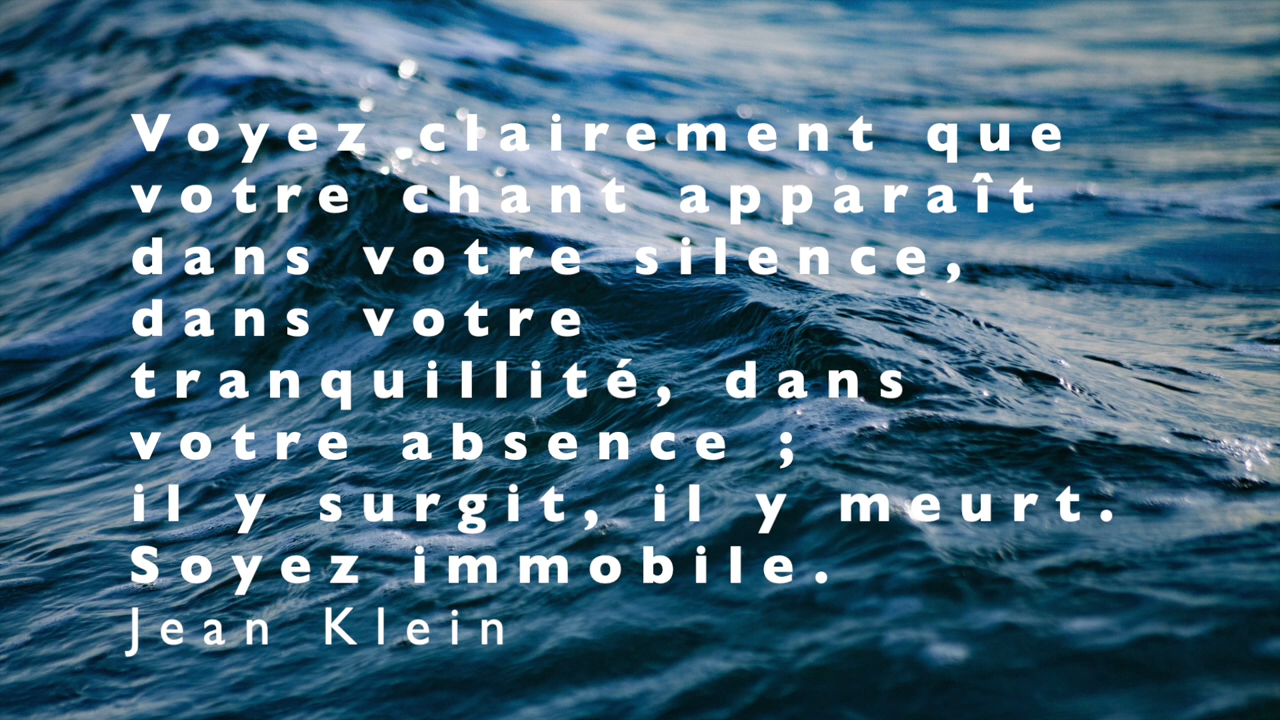 Voyez clairement que
votre chant apparaît
dans votre silence,
dans votre
tranquillité, dans
votre absence ;
il y surgit, il y meurt.
Soyez immobile.
Jean Klein